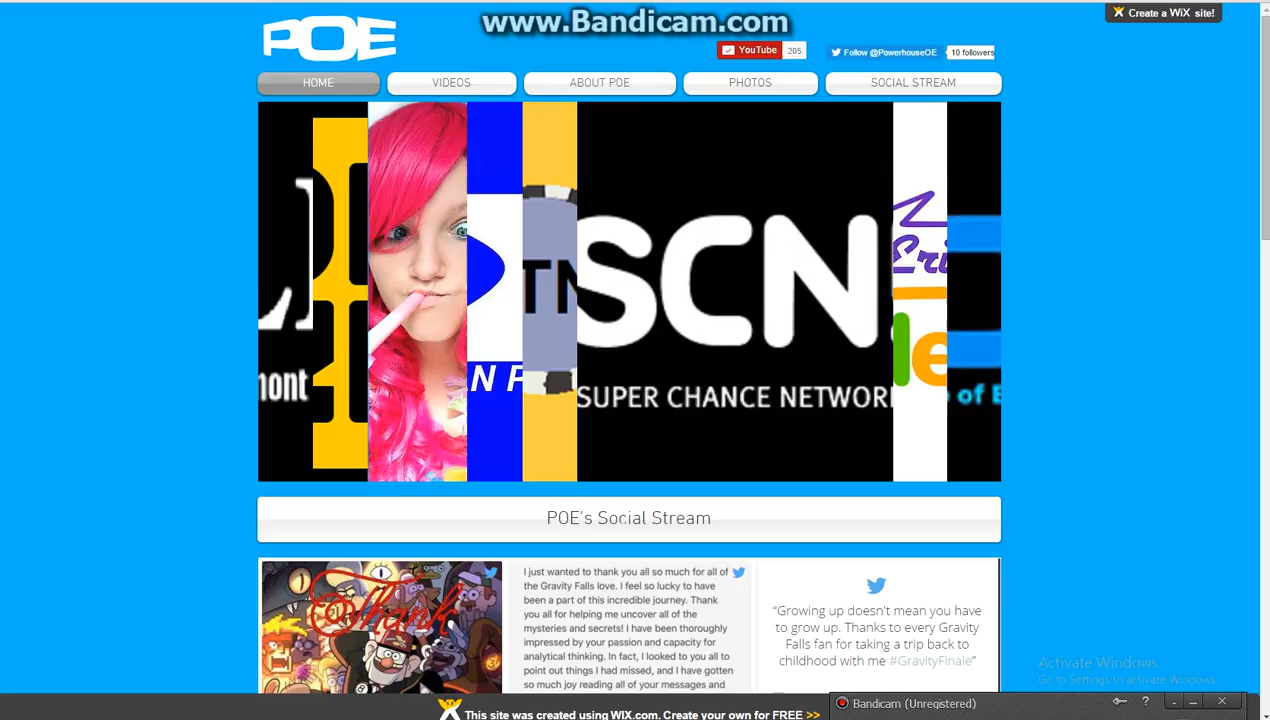 www.Bandicam.com
Create a WiX site!
POE
YouTube 205
Follow @PowerhouseOE 10 followers
HOME VIDEOS ABOUT POE PHOTOS SOCIAL STREAM
mont
N
TN
SCN
SUPER CHANCE NETWORK
Eri
le
of
POE's Social Stream
Thank
I just wanted to thank you all so much for all of
the Gravity Falls love. I feel so lucky to have
been a part of this incredible journey. Thank
you all for helping me uncover all of the
mysteries and secrets! I have been thoroughly
impressed by your passion and capacity for
analytical thinking. In fact, I looked to you all to
point out things I had missed, and I have gotten
so much joy reading all of your messages and
“Growing up doesn't mean you have
to grow up. Thanks to every Gravity
Falls fan for taking a trip back to
childhood with me #GravityFinale”
Activate Windows
Go to Settings to activate Windows.
This site was created using WIX.com. Create your own for FREE >>
Bandicam (Unregistered)